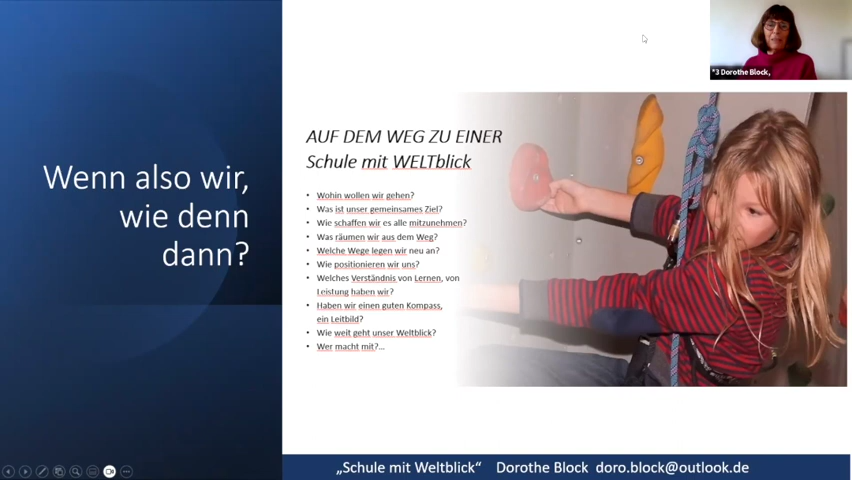 Wenn also wir,
wie denn
dann?
AUF DEM WEG ZU EINER
Schule mit WELTblick
• Wohin wollen wir gehen?
• Was ist unser gemeinsames Ziel?
• Wie schaffen wir es alle mitzunehmen?
• Was räumen wir aus dem Weg?
• Welche Wege legen wir neu an?
• Wie positionieren wir uns?
• Welches Verständnis von Lernen, von
Leistung haben wir?
• Haben wir einen guten Kompass,
ein Leitbild?
• Wie weit geht unser Weltblick?
• Wer macht mit?...
*3 Dorothe Block,
„Schule mit Weltblick“ Dorothe Block doro.block@outlook.de